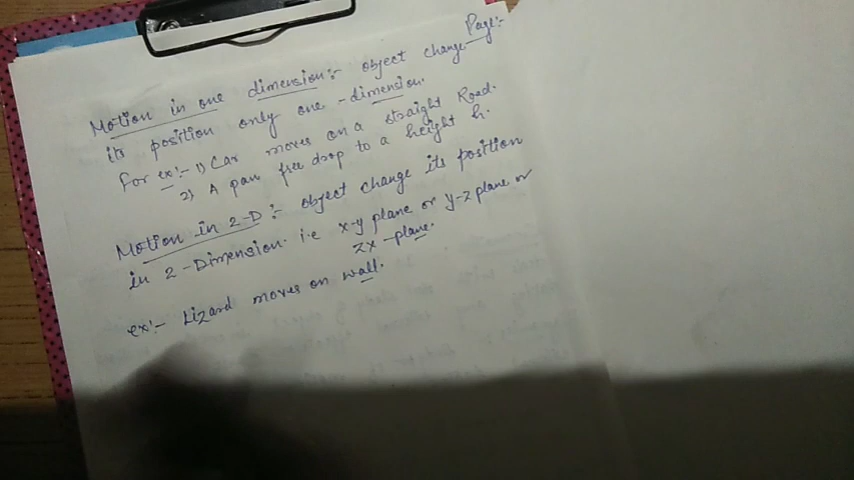 Page:-
Motion in one dimension:- object change
its position only one -dimension.
for ex:- 1) Car moves on a straight Road.
2) A pan free drop to a height h.
Motion in 2-D:- object change its position
in 2-Dimension. i.e x-y plane or y-z plane or
zx-plane.
ex:- Lizard moves on wall.